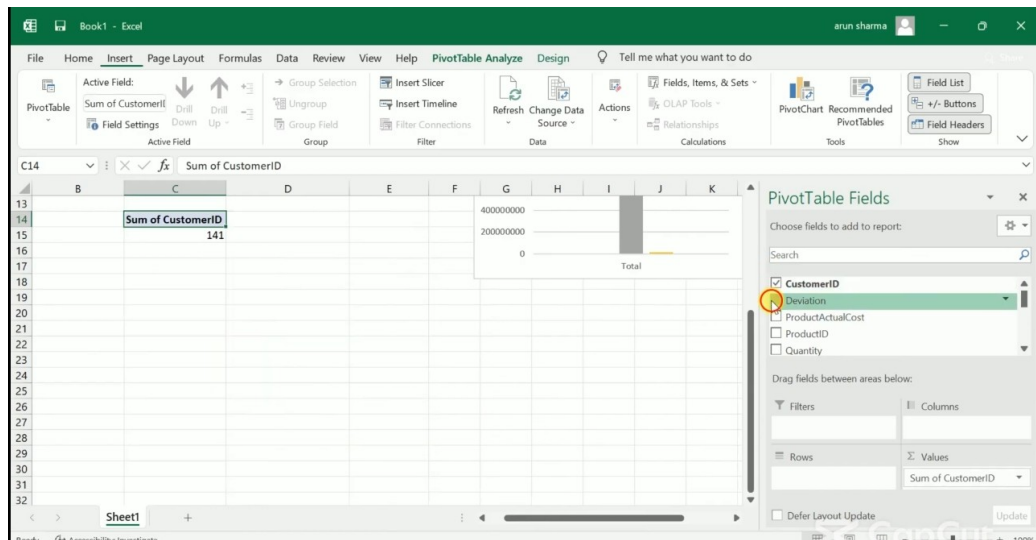 Book1 - Excel
arun sharma
File Home Insert Page Layout Formulas Data Review View Help PivotTable Analyze Design Tell me what you want to do
PivotTable
Active Field:
Sum of CustomerII
Field Settings
Drill Down
Drill Up
Active Field
Group Selection
Ungroup
Group Field
Group
Insert Slicer
Insert Timeline
Filter Connections
Filter
Refresh
Change Data Source
Data
Actions
Fields, Items, & Sets
OLAP Tools
Relationships
Calculations
PivotChart
Recommended PivotTables
Tools
Field List
+/- Buttons
Field Headers
Show
C14 fx Sum of CustomerID
B C D E F G H I J K
13
14 Sum of CustomerID
15 141
16
17
18
19
20
21
22
23
24
25
26
27
28
29
30
31
32
400000000
200000000
0
Total
PivotTable Fields
Choose fields to add to report:
Search
CustomerID
Deviation
ProductActualCost
ProductID
Quantity
Drag fields between areas below:
Filters
Columns
Rows
Σ Values
Sum of CustomerID
Defer Layout Update
Update
Sheet1
CapCut
100%